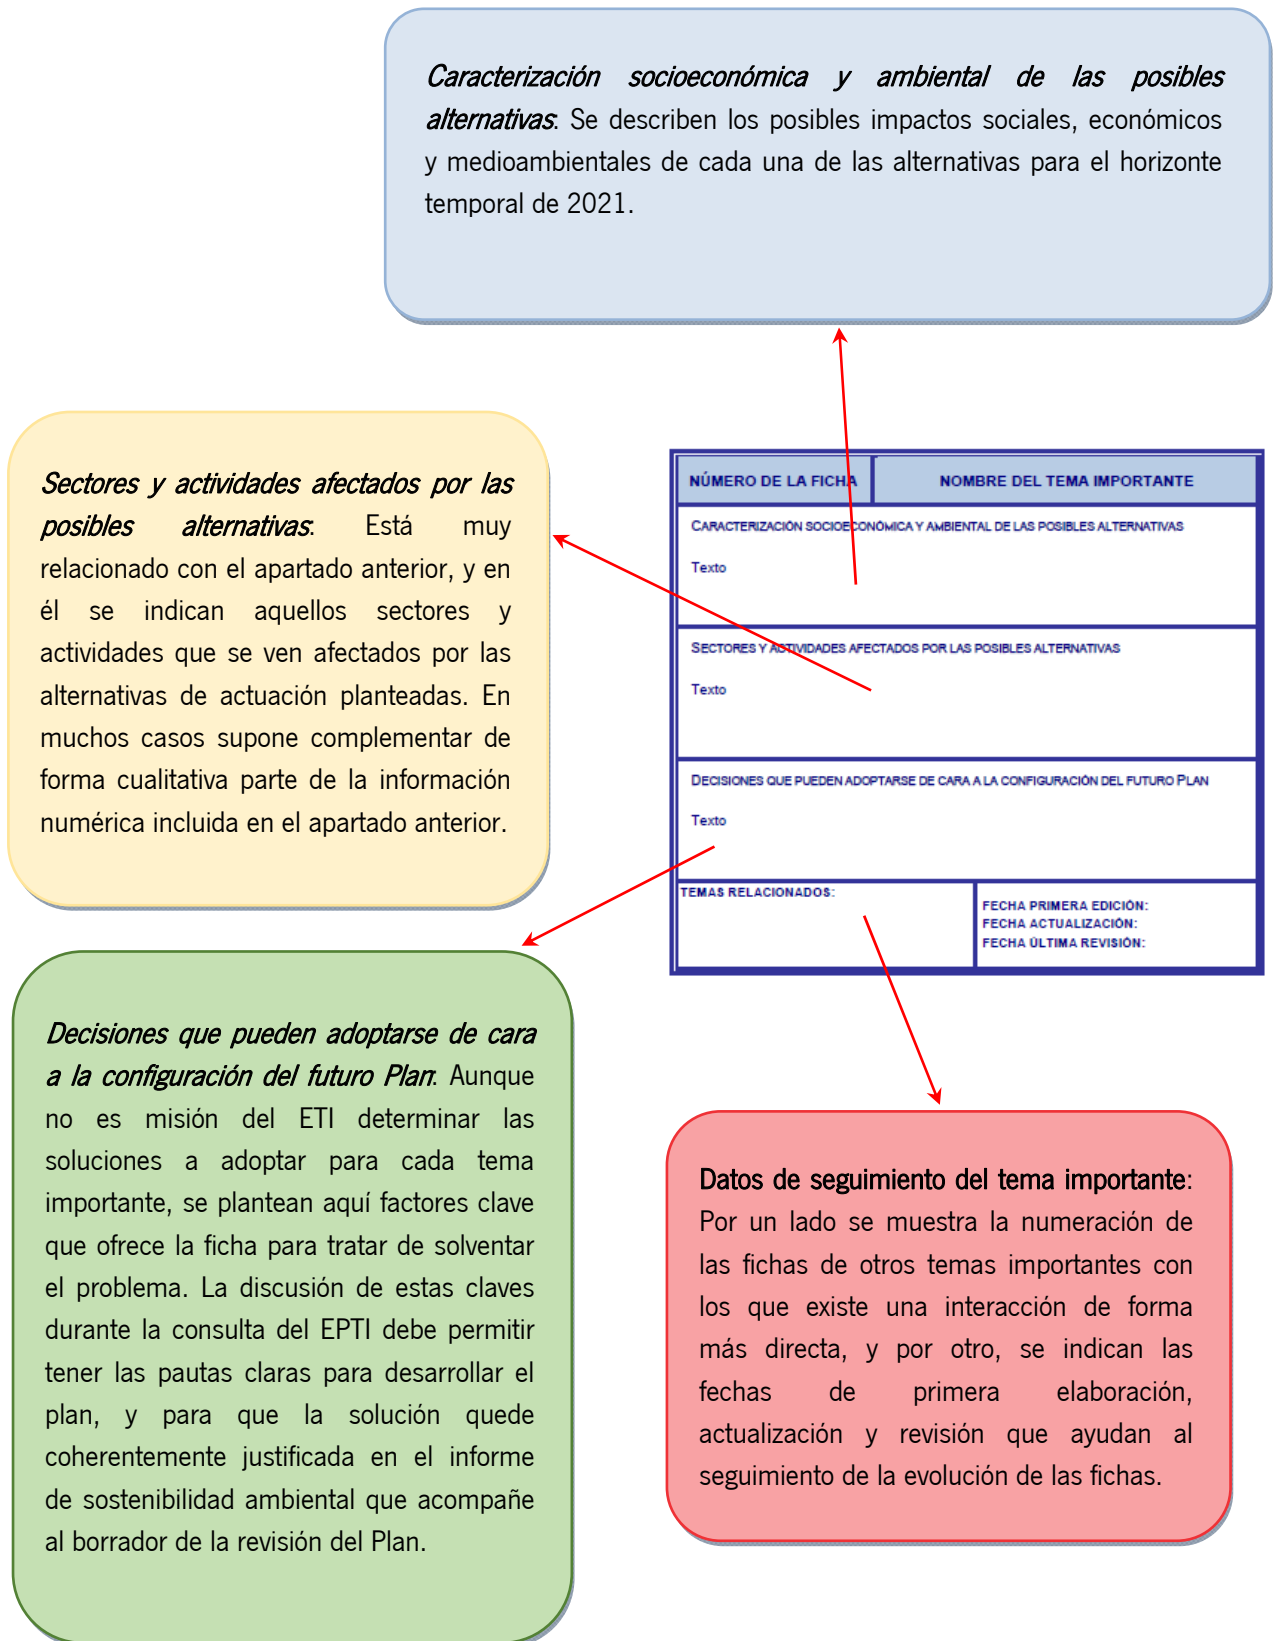 Caracterización socioeconómica y ambiental de las posibles
alternativas: Se describen los posibles impactos sociales, económicos
y medioambientales de cada una de las alternativas para el horizonte
temporal de 2021.
Sectores y actividades afectados por las
posibles alternativas: Está muy
relacionado con el apartado anterior, y en
él se indican aquellos sectores y
actividades que se ven afectados por las
alternativas de actuación planteadas. En
muchos casos supone complementar de
forma cualitativa parte de la información
numérica incluida en el apartado anterior.
NÚMERO DE LA FICHA
NOMBRE DEL TEMA IMPORTANTE
CARACTERIZACIÓN SOCIOECONÓMICA Y AMBIENTAL DE LAS POSIBLES ALTERNATIVAS
Texto
SECTORES Y ACTIVIDADES AFECTADOS POR LAS POSIBLES ALTERNATIVAS
Texto
DECISIONES QUE PUEDEN ADOPTARSE DE CARA A LA CONFIGURACIÓN DEL FUTURO PLAN
Texto
TEMAS RELACIONADOS:
FECHA PRIMERA EDICIÓN:
FECHA ACTUALIZACIÓN:
FECHA ÚLTIMA REVISIÓN:
Decisiones que pueden adoptarse de cara
a la configuración del futuro Plan: Aunque
no es misión del ETI determinar las
soluciones a adoptar para cada tema
importante, se plantean aquí factores clave
que ofrece la ficha para tratar de solventar
el problema. La discusión de estas claves
durante la consulta del EPTI debe permitir
tener las pautas claras para desarrollar el
plan, y para que la solución quede
coherentemente justificada en el informe
de sostenibilidad ambiental que acompañe
al borrador de la revisión del Plan.
Datos de seguimiento del tema importante:
Por un lado se muestra la numeración de
las fichas de otros temas importantes con
los que existe una interacción de forma
más directa, y por otro, se indican las
fechas de primera elaboración,
actualización y revisión que ayudan al
seguimiento de la evolución de las fichas.